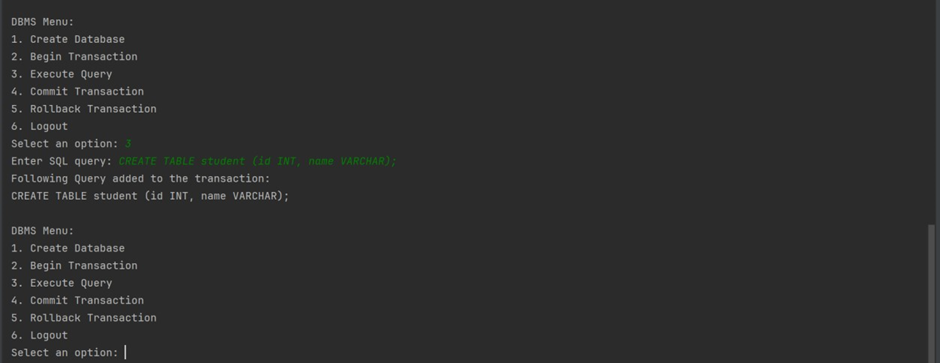 DBMS Menu:
1. Create Database
2. Begin Transaction
3. Execute Query
4. Commit Transaction
5. Rollback Transaction
6. Logout
Select an option: 3
Enter SQL query: CREATE TABLE student (id INT, name VARCHAR);
Following Query added to the transaction:
CREATE TABLE student (id INT, name VARCHAR);
DBMS Menu:
1. Create Database
2. Begin Transaction
3. Execute Query
4. Commit Transaction
5. Rollback Transaction
6. Logout
Select an option: